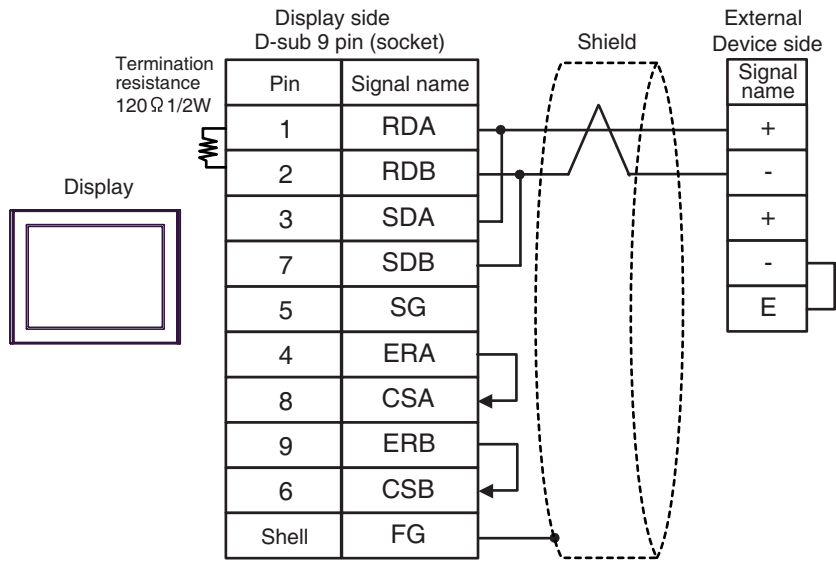 Display side
D-sub 9 pin (socket)
Shield
External
Device side
Termination
resistance
120Ω 1/2W
Display
Pin Signal name
1 RDA
2 RDB
3 SDA
7 SDB
5 SG
4 ERA
8 CSA
9 ERB
6 CSB
Shell FG
Signal
name
+
-
+
-
E